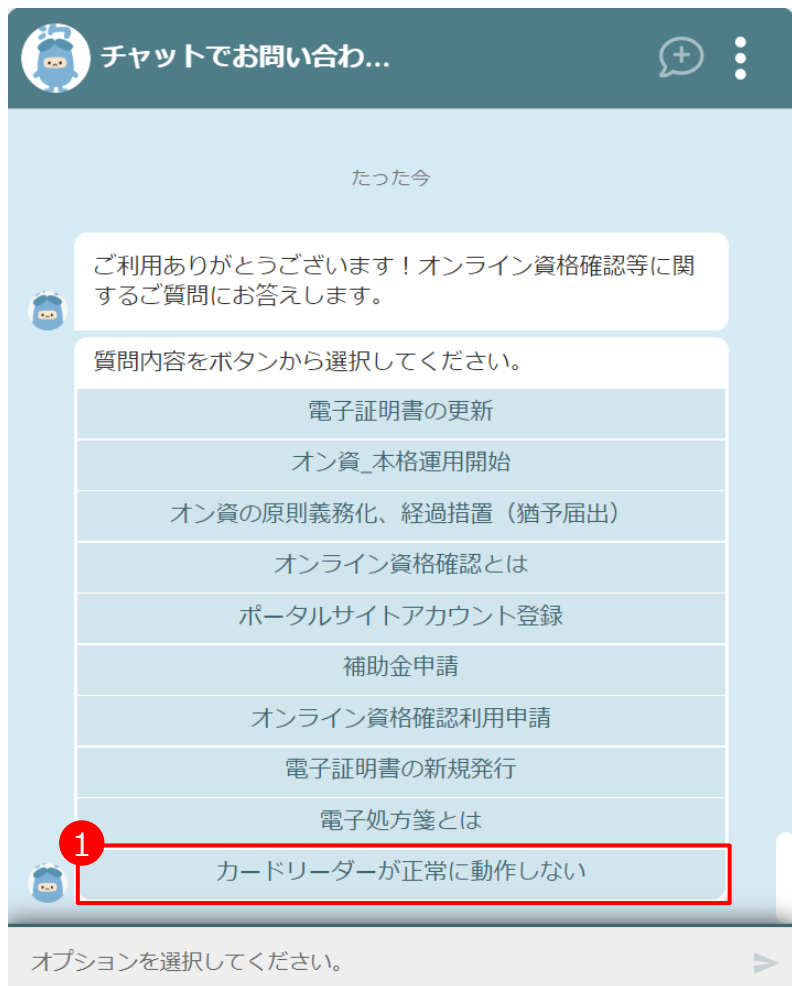 チャットでお問い合わ...
たった今
ご利用ありがとうございます！オンライン資格確認等に関
するご質問にお答えします。
質問内容をボタンから選択してください。
電子証明書の更新
オン資_本格運用開始
オン資の原則義務化、経過措置（猶予届出）
オンライン資格確認とは
ポータルサイトアカウント登録
補助金申請
オンライン資格確認利用申請
電子証明書の新規発行
電子処方箋とは
1
カードリーダーが正常に動作しない
オプションを選択してください。